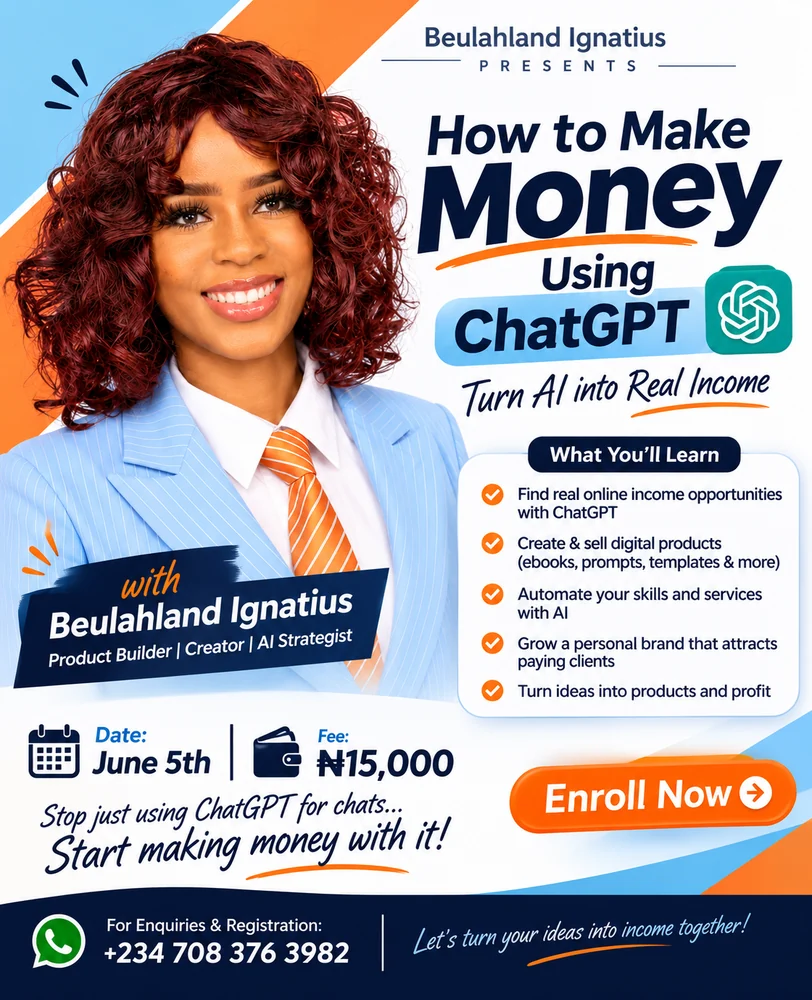 Beulahland Ignatius
PRESENTS
How to Make
Money
Using
ChatGPT
Turn AI into Real Income
What You'll Learn
Find real online income opportunities
with ChatGPT
Create & sell digital products
(ebooks, prompts, templates & more)
Automate your skills and services
with AI
Grow a personal brand that attracts
paying clients
Turn ideas into products and profit
with
Beulahland Ignatius
Product Builder | Creator | AI Strategist
Date:
June 5th
Fee:
₦15,000
Stop just using ChatGPT for chats...
Start making money with it!
Enroll Now
For Enquiries & Registration:
+234 708 376 3982
Let's turn your ideas into income together!